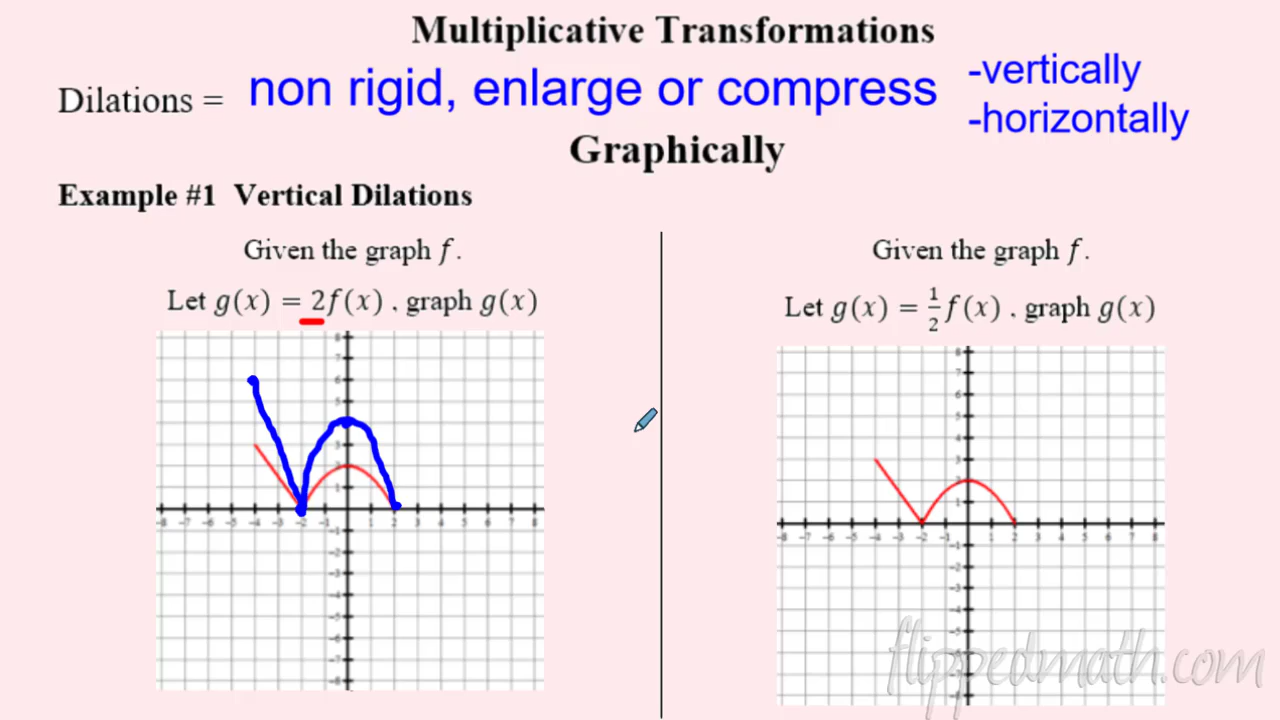 Multiplicative Transformations
Dilations = non rigid, enlarge or compress
-vertically
-horizontally
Graphically
Example #1 Vertical Dilations
Given the graph f.
Let g(x) = 2f(x) , graph g(x)
Given the graph f.
Let g(x) = 1/2 f(x) , graph g(x)
flippedmath.com